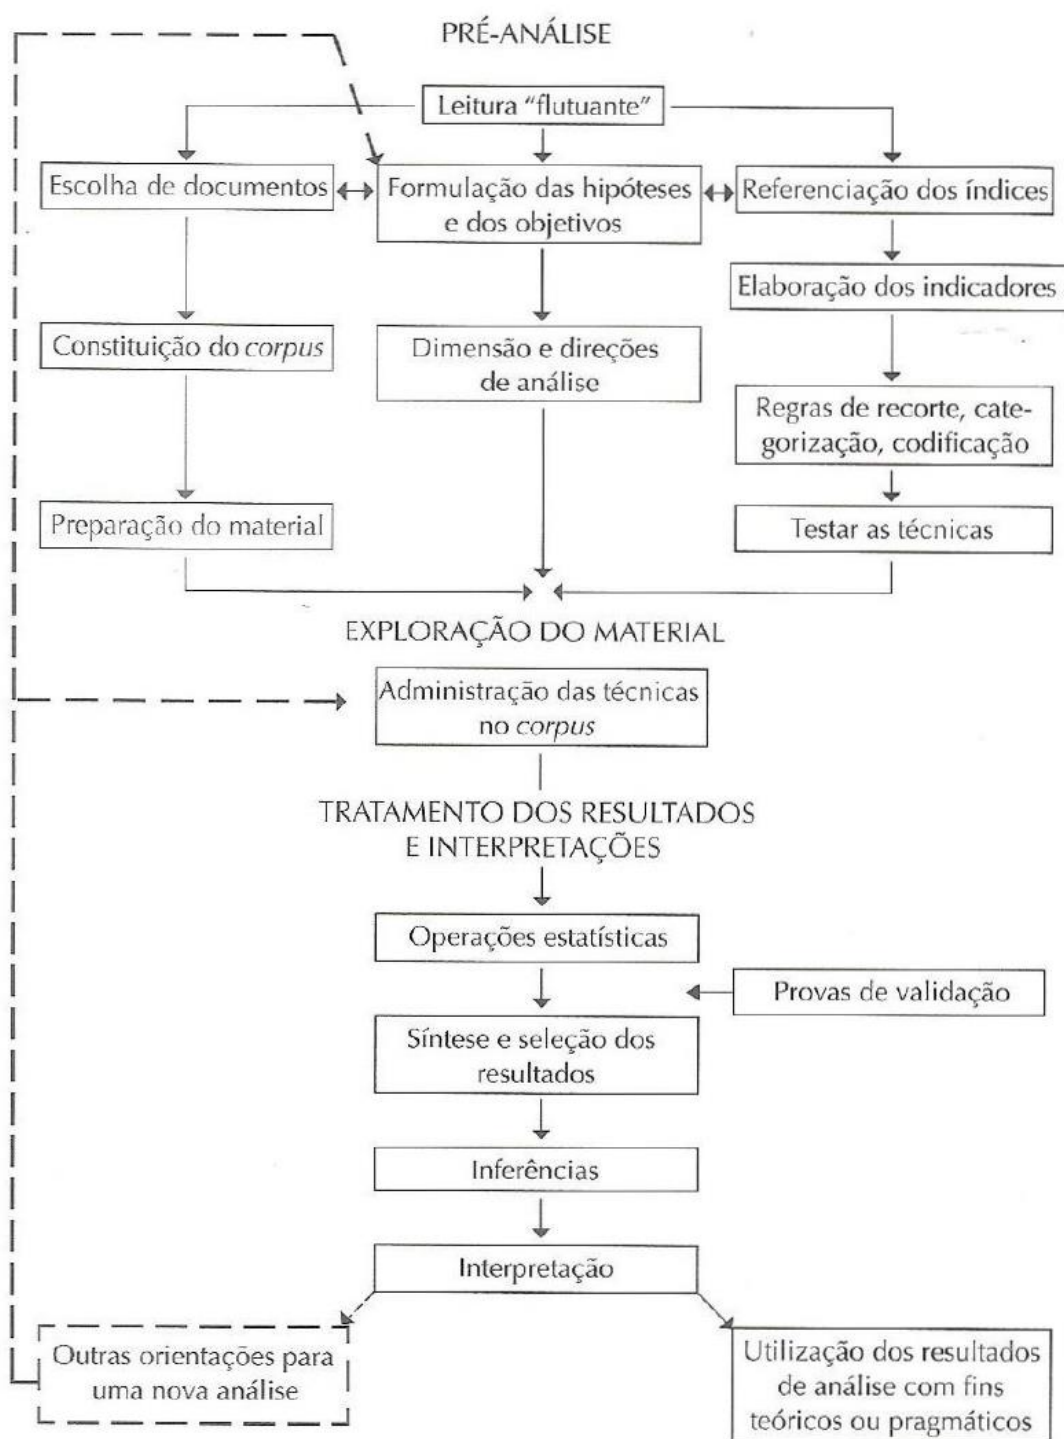 PRÉ-ANÁLISE
Leitura “flutuante”
Escolha de documentos
Formulação das hipóteses
e dos objetivos
Referenciação dos índices
Elaboração dos indicadores
Constituição do corpus
Dimensão e direções
de análise
Regras de recorte, cate-
gorização, codificação
Preparação do material
Testar as técnicas
EXPLORAÇÃO DO MATERIAL
Administração das técnicas
no corpus
TRATAMENTO DOS RESULTADOS
E INTERPRETAÇÕES
Operações estatísticas
Provas de validação
Síntese e seleção dos
resultados
Inferências
Interpretação
Outras orientações para
uma nova análise
Utilização dos resultados
de análise com fins
teóricos ou pragmáticos